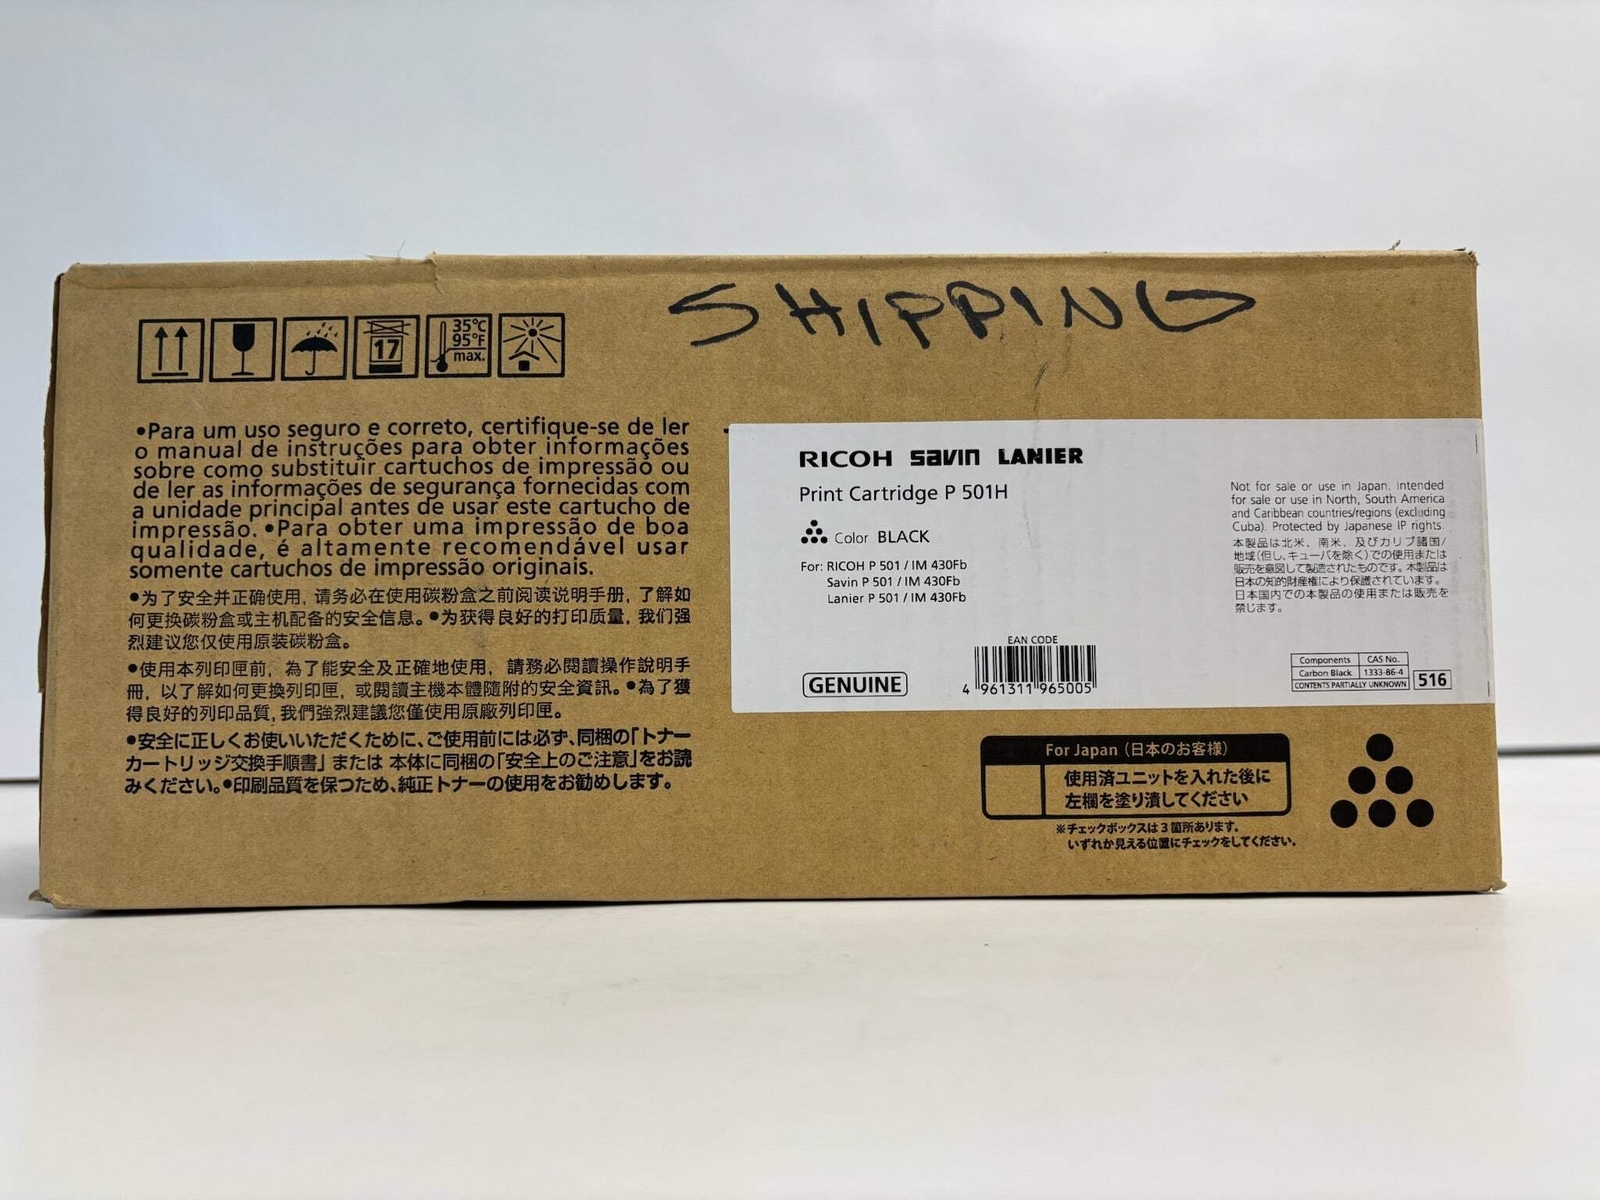 SHIPPING
17
35°C
95°F
max.
•Para um uso seguro e correto, certifique-se de ler
o manual de instruções para obter informações
sobre como substituir cartuchos de impressão ou
de ler as informações de segurança fornecidas com
a unidade principal antes de usar este cartucho de
impressão. •Para obter uma impressão de boa
qualidade, é altamente recomendável usar
somente cartuchos de impressão originais.
•为了安全并正确使用, 请务必在使用碳粉盒之前阅读说明手册, 了解如
何更换碳粉盒或主机配备的安全信息。•为获得良好的打印质量, 我们强
烈建议您仅使用原装碳粉盒。
•使用本列印匣前, 為了能安全及正確地使用, 請務必閱讀操作說明手
冊, 以了解如何更換列印匣, 或閱讀主機本體隨附的安全資訊。•為了獲
得良好的列印品質, 我們強烈建議您僅使用原廠列印匣。
•安全に正しくお使いいただくために、ご使用前には必ず、同梱の「トナー
カートリッジ交換手順書」または 本体に同梱の「安全上のご注意」をお読
みください。•印刷品質を保つため、純正トナーの使用をお勧めします。
RICOH savin LANIER
Print Cartridge P 501H
Color BLACK
For: RICOH P 501 / IM 430Fb
Savin P 501 / IM 430Fb
Lanier P 501 / IM 430Fb
GENUINE
EAN CODE
4 961311 965005
Not for sale or use in Japan. Intended
for sale or use in North, South America
and Caribbean countries/regions (excluding
Cuba). Protected by Japanese IP rights.
本製品は北米、南米、及びカリブ諸国/
地域(但し、キューバを除く)での使用または
販売を意図して製造されたものです。本製品は
日本の知的財産権により保護されています。
日本国内での本製品の使用または販売を
禁じます。
Components CAS No.
Carbon Black 1333-86-4
CONTENTS PARTIALLY UNKNOWN
516
For Japan (日本のお客様)
使用済ユニットを入れた後に
左欄を塗り潰してください
※チェックボックスは3箇所あります。
いずれか見える位置にチェックをしてください。